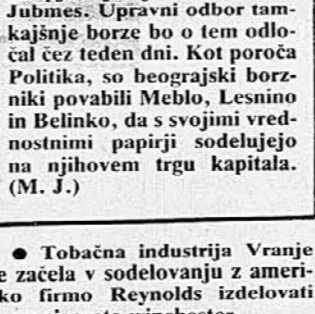 Jubmes. Upravni odbor tam-
kajšnje borze bo o tem odlo-
čal čez teden dni. Kot poroča
Politika, so beograjski borz-
niki povabili Meblo, Lesnino
in Belinko, da s svojimi vred-
nostnimi papirji sodelujejo
na njihovem trgu kapitala.
(M. J.)
● Tobačna industrija Vranje
e začela v sodelovanju z ameri-
ko firmo Reynolds izdelovati